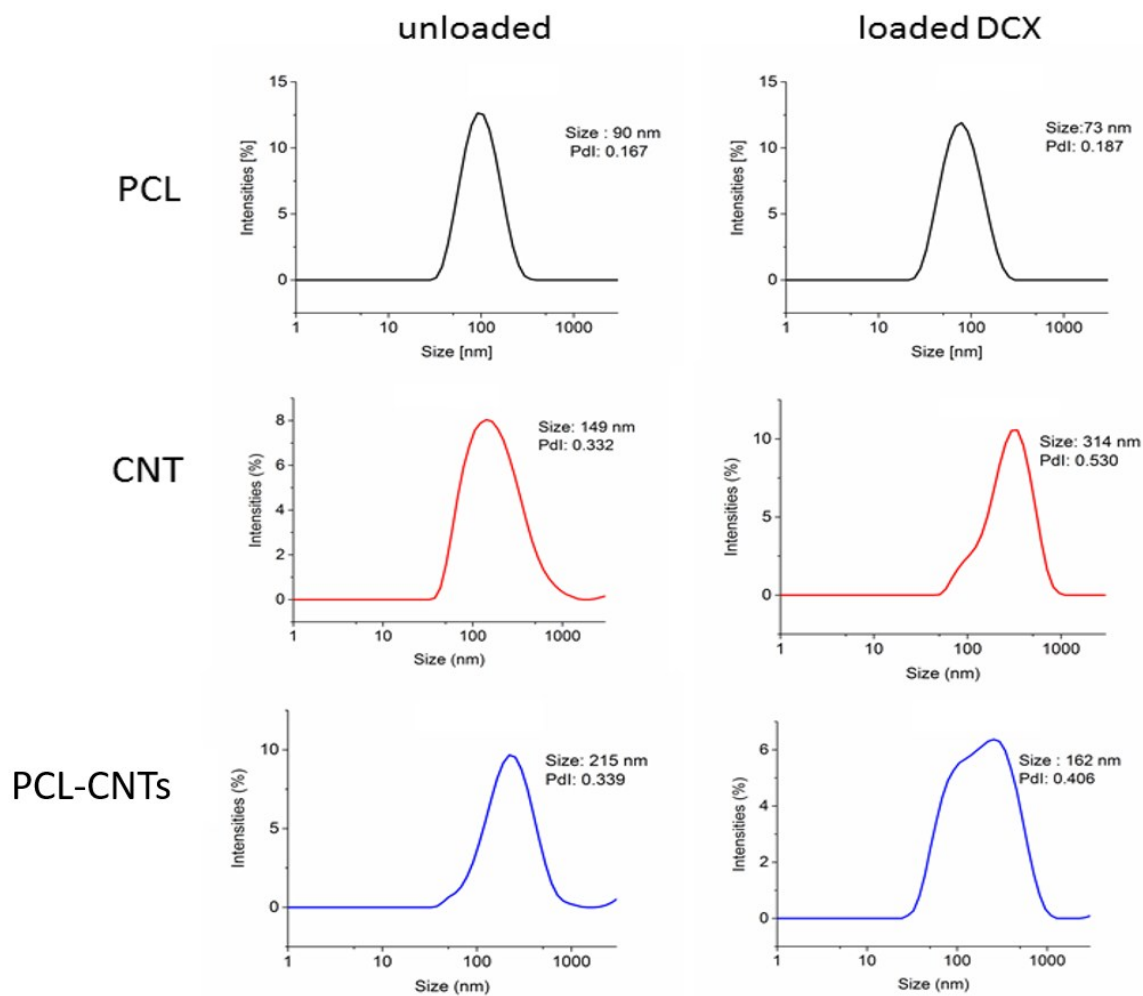 unloaded
loaded DCX
PCL
15
10
5
0
Intensities [%]
1
10
100
1000
Size [nm]
Size : 90 nm
PdI: 0.167
15
10
5
0
Intensities [%]
1
10
100
1000
Size [nm]
Size:73 nm
PdI: 0.187
CNT
8
6
4
2
0
Intensities (%)
1
10
100
1000
Size (nm)
Size: 149 nm
PdI: 0.332
10
5
0
Intensities (%)
1
10
100
1000
Size (nm)
Size: 314 nm
PdI: 0.530
PCL-CNTs
10
5
0
Intensities (%)
1
10
100
1000
Size (nm)
Size: 215 nm
PdI: 0.339
6
4
2
0
Intensities (%)
1
10
100
1000
Size (nm)
Size : 162 nm
PdI: 0.406